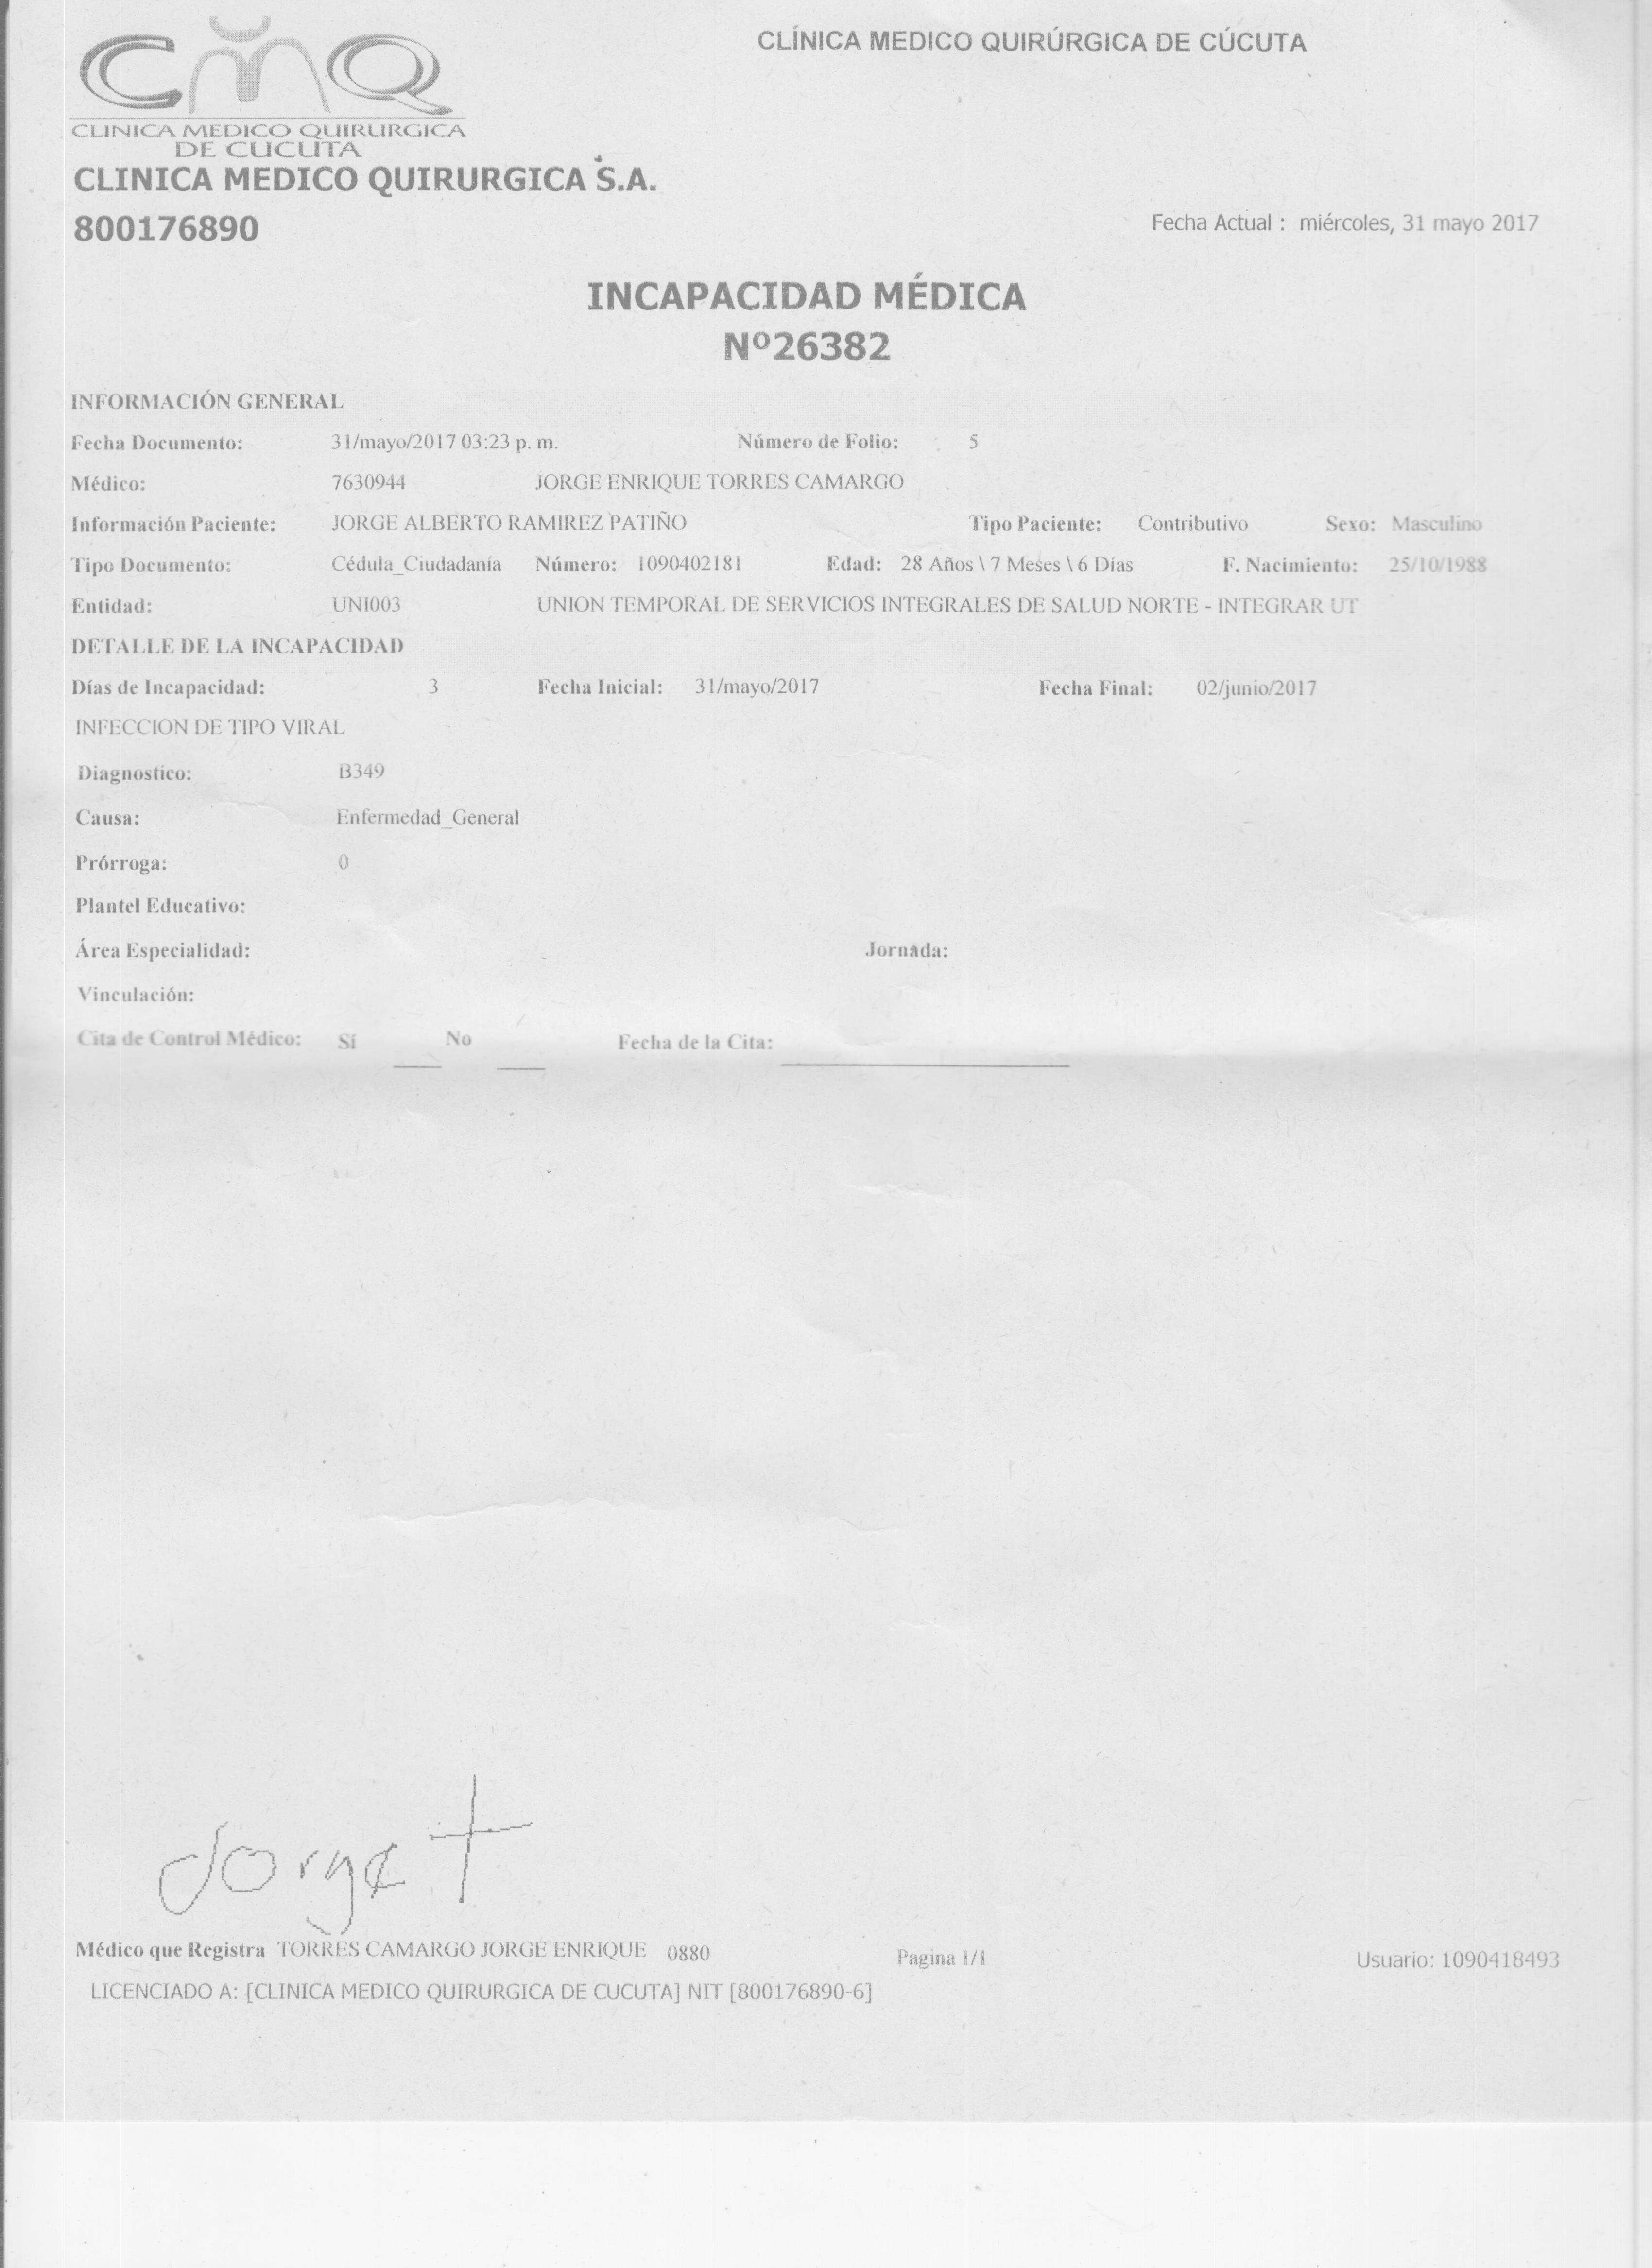 CLÍNICA MEDICO QUIRÚRGICA DE CÚCUTA
CMQ
CLINICA MEDICO QUIRURGICA
DE CUCUTA
CLINICA MEDICO QUIRURGICA S.A.
800176890
Fecha Actual : miércoles, 31 mayo 2017
INCAPACIDAD MÉDICA
Nº26382
INFORMACIÓN GENERAL
Fecha Documento: 31/mayo/2017 03:23 p. m. Número de Folio: 5
Médico: 7630944 JORGE ENRIQUE TORRES CAMARGO
Información Paciente: JORGE ALBERTO RAMIREZ PATIÑO Tipo Paciente: Contributivo Sexo: Masculino
Tipo Documento: Cédula_Ciudadanía Número: 1090402181 Edad: 28 Años \ 7 Meses \ 6 Días F. Nacimiento: 25/10/1988
Entidad: UNI003 UNION TEMPORAL DE SERVICIOS INTEGRALES DE SALUD NORTE - INTEGRAR UT
DETALLE DE LA INCAPACIDAD
Días de Incapacidad: 3 Fecha Inicial: 31/mayo/2017 Fecha Final: 02/junio/2017
INFECCION DE TIPO VIRAL
Diagnostico: B349
Causa: Enfermedad_General
Prórroga: 0
Plantel Educativo:
Área Especialidad: Jornada:
Vinculación:
Cita de Control Médico: Sí ___ No ___ Fecha de la Cita: ___
Jorge T
Médico que Registra TORRES CAMARGO JORGE ENRIQUE 0880 Pagina 1/1 Usuario: 1090418493
LICENCIADO A: [CLINICA MEDICO QUIRURGICA DE CUCUTA] NIT [800176890-6]